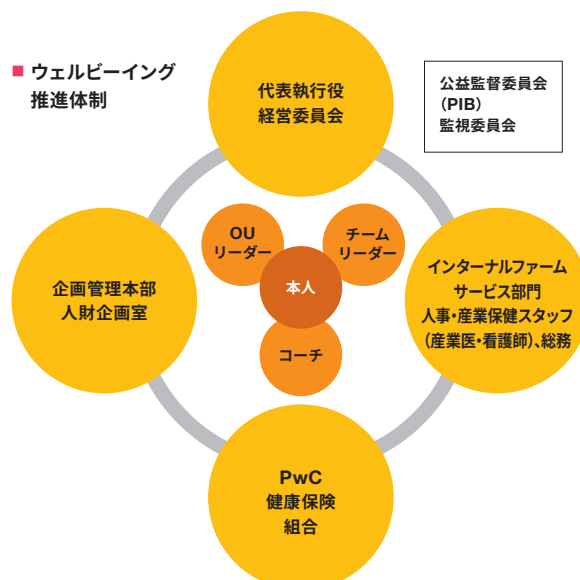 ■ ウェルビーイング
推進体制
代表執行役
経営委員会
公益監督委員会
(PIB)
監視委員会
OU
リーダー
チーム
リーダー
本人
コーチ
企画管理本部
人財企画室
インターナルファーム
サービス部門
人事・産業保健スタッフ
(産業医・看護師)、総務
PwC
健康保険
組合